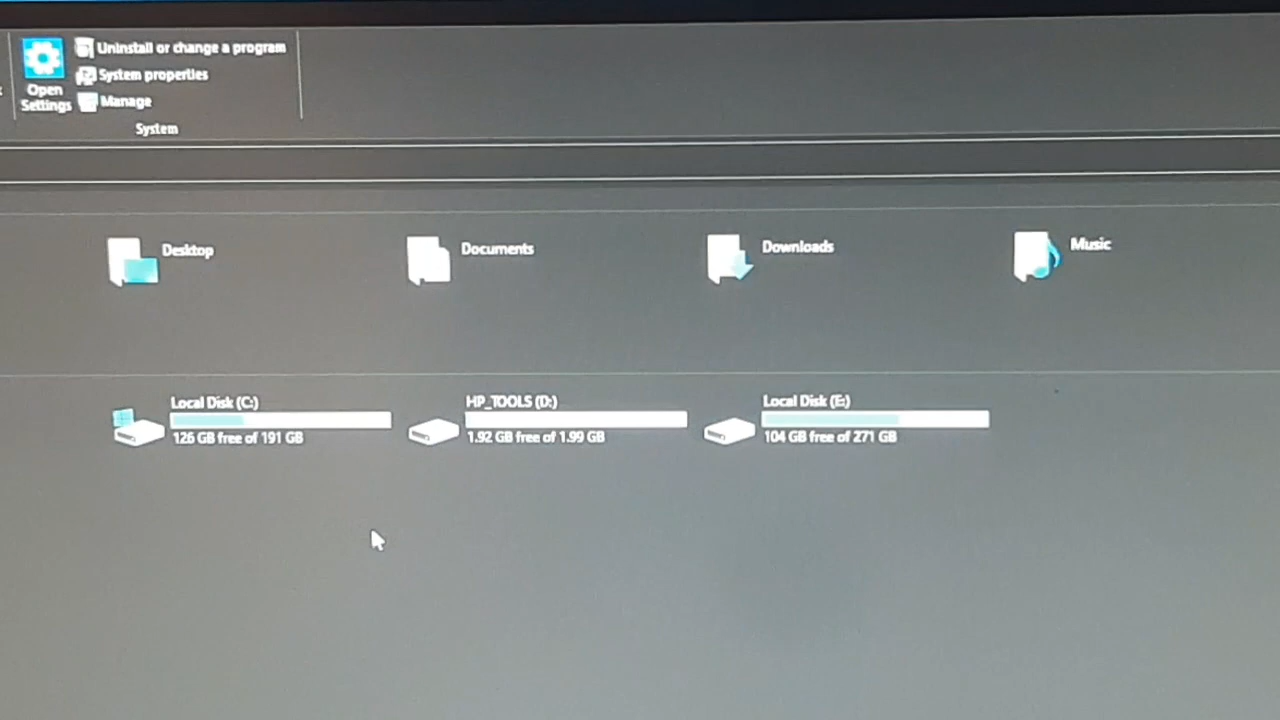 Uninstall or change a program
System properties
Open
Settings
Manage
System
Desktop
Documents
Downloads
Music
Local Disk (C:)
126 GB free of 191 GB
HP_TOOLS (D:)
1.92 GB free of 1.99 GB
Local Disk (E:)
104 GB free of 271 GB